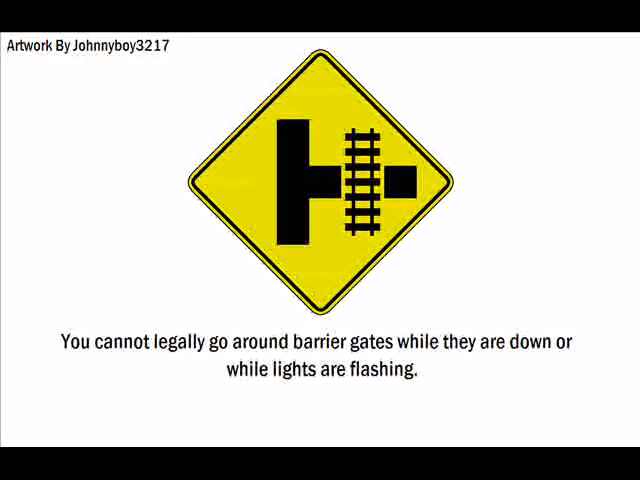 Artwork By Johnnyboy3217
You cannot legally go around barrier gates while they are down or
while lights are flashing.